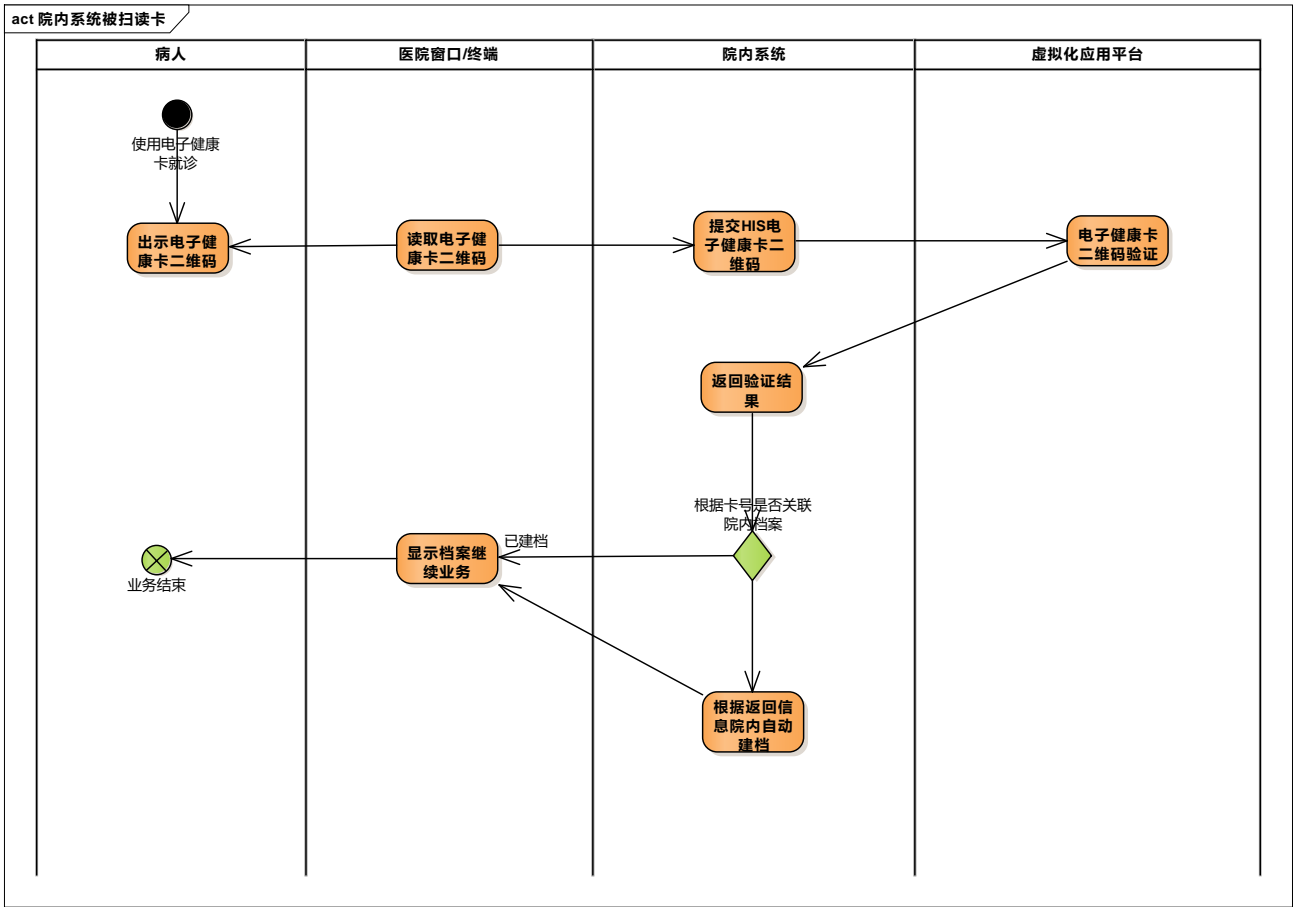 act 院内系统被扫读卡
病人
医院窗口/终端
院内系统
虚拟化应用平台
使用电子健康
卡就诊
出示电子健
康卡二维码
读取电子健
康卡二维码
提交HIS电
子健康卡二
维码
电子健康卡
二维码验证
返回验证结
果
根据卡号是否关联
院内档案
已建档
显示档案继
续业务
业务结束
根据返回信
息院内自动
建档